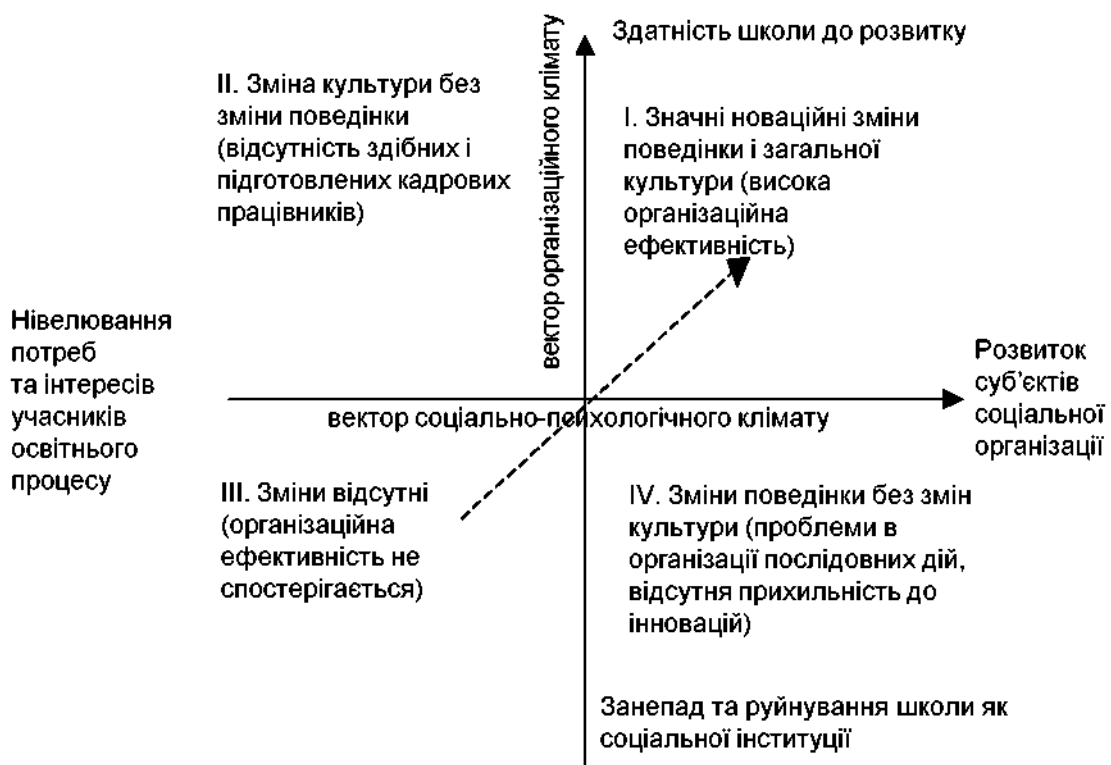 Здатність школи до розвитку
ІІ. Зміна культури без
зміни поведінки
(відсутність здібних і
підготовлених кадрових
працівників)
вектор організаційного клімату
І. Значні новаційні зміни
поведінки і загальної
культури (висока
організаційна
ефективність)
Нівелювання
потреб
та інтересів
учасників
освітнього
процесу
вектор соціально-психологічного клімату
Розвиток
суб'єктів
соціальної
організації
ІІІ. Зміни відсутні
(організаційна
ефективність не
спостерігається)
IV. Зміни поведінки без змін
культури (проблеми в
організації послідовних дій,
відсутня прихильність до
інновацій)
Занепад та руйнування школи як
соціальної інституції